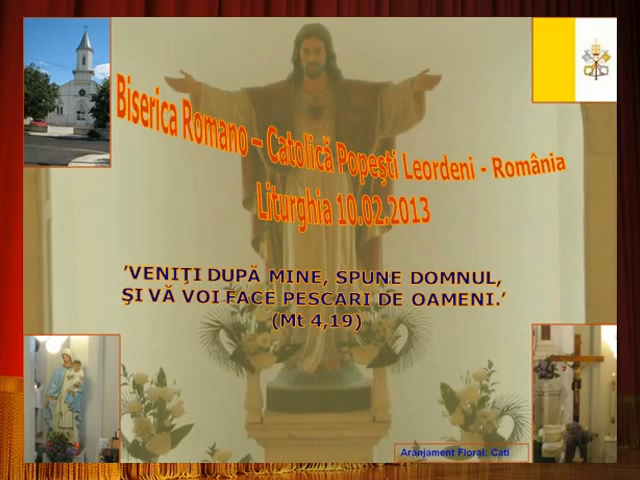 Biserica Romano – Catolică Popeşti Leordeni - România
Liturghia 10.02.2013
’VENIŢI DUPĂ MINE, SPUNE DOMNUL,
ŞI VĂ VOI FACE PESCARI DE OAMENI.’
(Mt 4,19)
Aranjament Floral: Cati